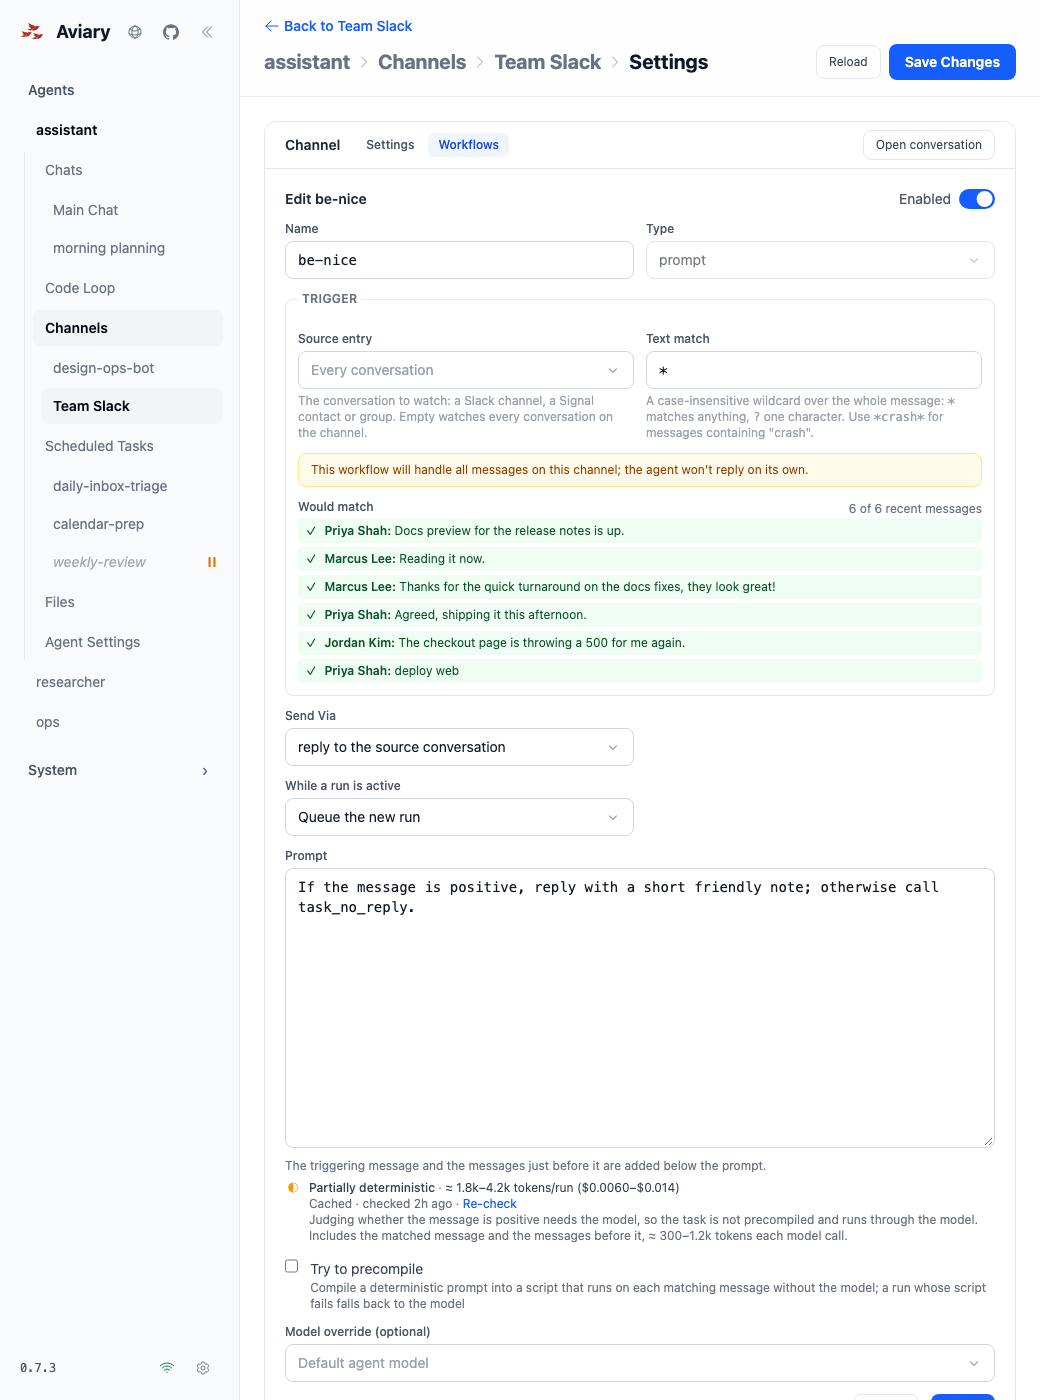 Aviary
Agents
assistant
Chats
Main Chat
morning planning
Code Loop
Channels
design-ops-bot
Team Slack
Scheduled Tasks
daily-inbox-triage
calendar-prep
weekly-review
Files
Agent Settings
researcher
ops
System
0.7.3
Back to Team Slack
assistant Channels Team Slack Settings
Reload
Save Changes
Channel
Settings
Workflows
Open conversation
Edit be-nice
Enabled
Name
Type
be-nice
prompt
TRIGGER
Source entry
Text match
Every conversation
*
The conversation to watch: a Slack channel, a Signal
contact or group. Empty watches every conversation on
the channel.
A case-insensitive wildcard over the whole message: *
matches anything, ? one character. Use *crash* for
messages containing "crash".
This workflow will handle all messages on this channel; the agent won't reply on its own.
Would match
6 of 6 recent messages
✓ Priya Shah: Docs preview for the release notes is up.
✓ Marcus Lee: Reading it now.
✓ Marcus Lee: Thanks for the quick turnaround on the docs fixes, they look great!
✓ Priya Shah: Agreed, shipping it this afternoon.
✓ Jordan Kim: The checkout page is throwing a 500 for me again.
✓ Priya Shah: deploy web
Send Via
reply to the source conversation
While a run is active
Queue the new run
Prompt
If the message is positive, reply with a short friendly note; otherwise call
task_no_reply.
The triggering message and the messages just before it are added below the prompt.
Partially deterministic · ≈ 1.8k–4.2k tokens/run ($0.0060–$0.014)
Cached · checked 2h ago · Re-check
Judging whether the message is positive needs the model, so the task is not precompiled and runs through the model.
Includes the matched message and the messages before it, ≈ 300–1.2k tokens each model call.
Try to precompile
Compile a deterministic prompt into a script that runs on each matching message without the model; a run whose script
fails falls back to the model
Model override (optional)
Default agent model